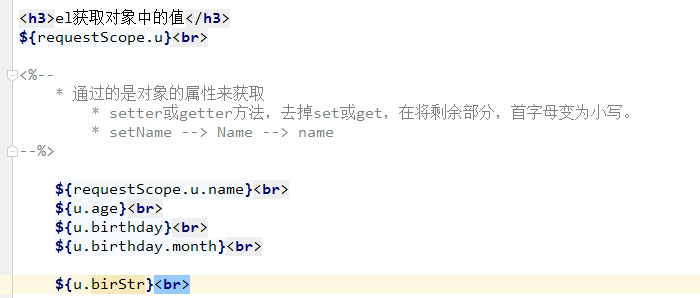 <h3>el获取对象中的值</h3>
${requestScope.u}<br>
<%--
* 通过的是对象的属性来获取
* setter或getter方法，去掉set或get，在将剩余部分，首字母变为小写。
* setName --> Name --> name
--%>
${requestScope.u.name}<br>
${u.age}<br>
${u.birthday}<br>
${u.birthday.month}<br>
${u.birStr}<br>